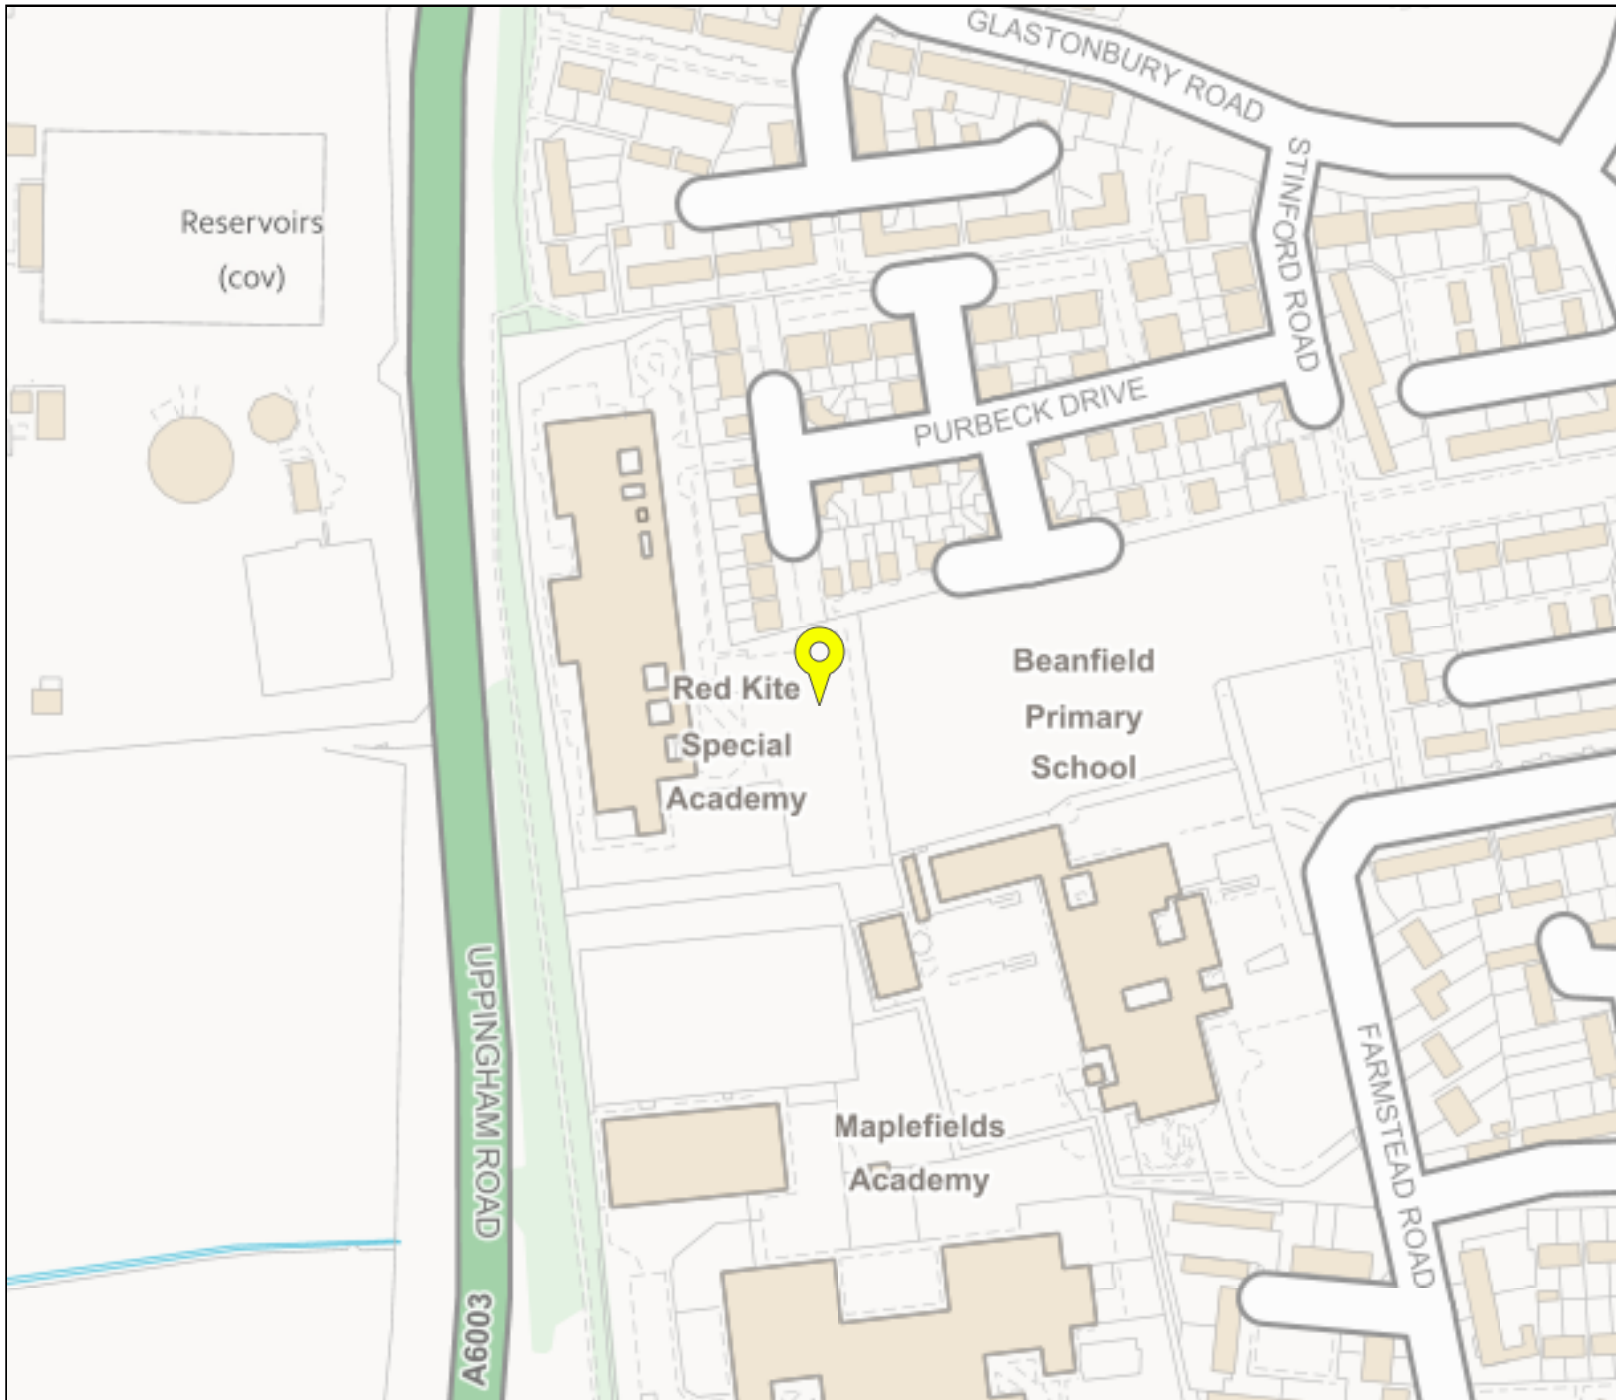 GLASTONBURY ROAD
STINFORD ROAD
Reservoirs
(cov)
PURBECK DRIVE
Beanfield
Primary
School
Red Kite
Special
Academy
UPPINGHAM ROAD
A6003
Maplefields
Academy
FARMSTEAD ROAD